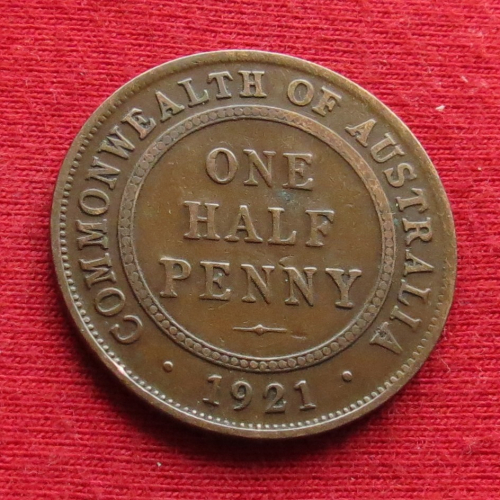 COMMONWEALTH OF AUSTRALIA
ONE
HALF
PENNY
· 1921 ·